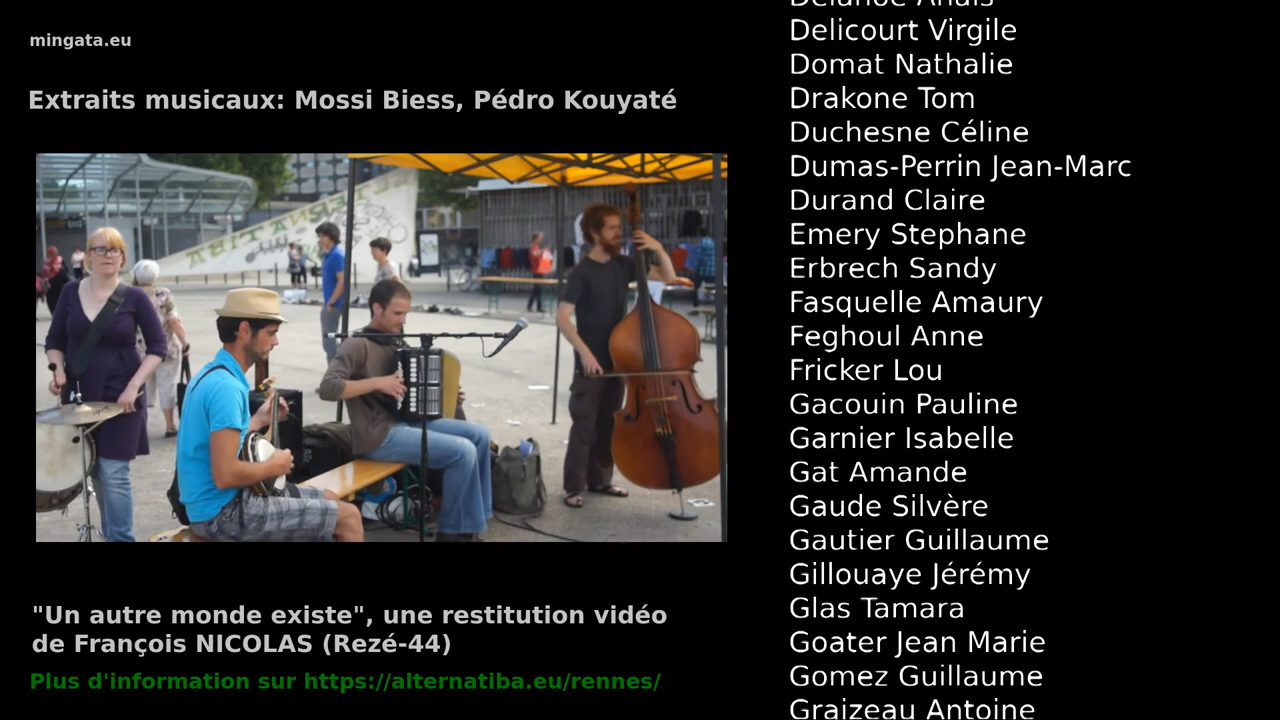 mingata.eu
Extraits musicaux: Mossi Biess, Pédro Kouyaté
"Un autre monde existe", une restitution vidéo
de François NICOLAS (Rezé-44)
Plus d'information sur https://alternatiba.eu/rennes/
Delanoë Anaïs
Delicourt Virgile
Domat Nathalie
Drakone Tom
Duchesne Céline
Dumas-Perrin Jean-Marc
Durand Claire
Emery Stephane
Erbrech Sandy
Fasquelle Amaury
Feghoul Anne
Fricker Lou
Gacouin Pauline
Garnier Isabelle
Gat Amande
Gaude Silvère
Gautier Guillaume
Gillouaye Jérémy
Glas Tamara
Goater Jean Marie
Gomez Guillaume
Graizeau Antoine